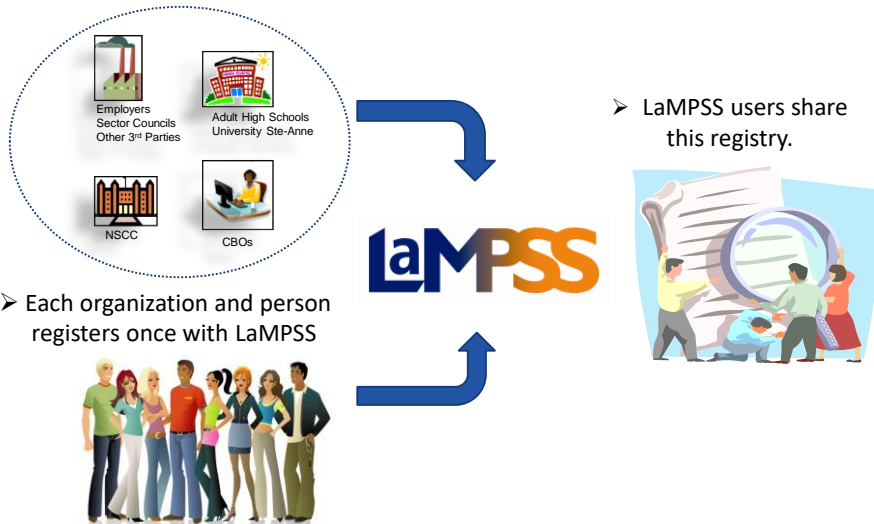 Employers
Sector Councils
Other 3rd Parties
Adult High Schools
University Ste-Anne
NSCC
CBOs
➢ Each organization and person
registers once with LaMPSS
LaMPSS
➢ LaMPSS users share
this registry.